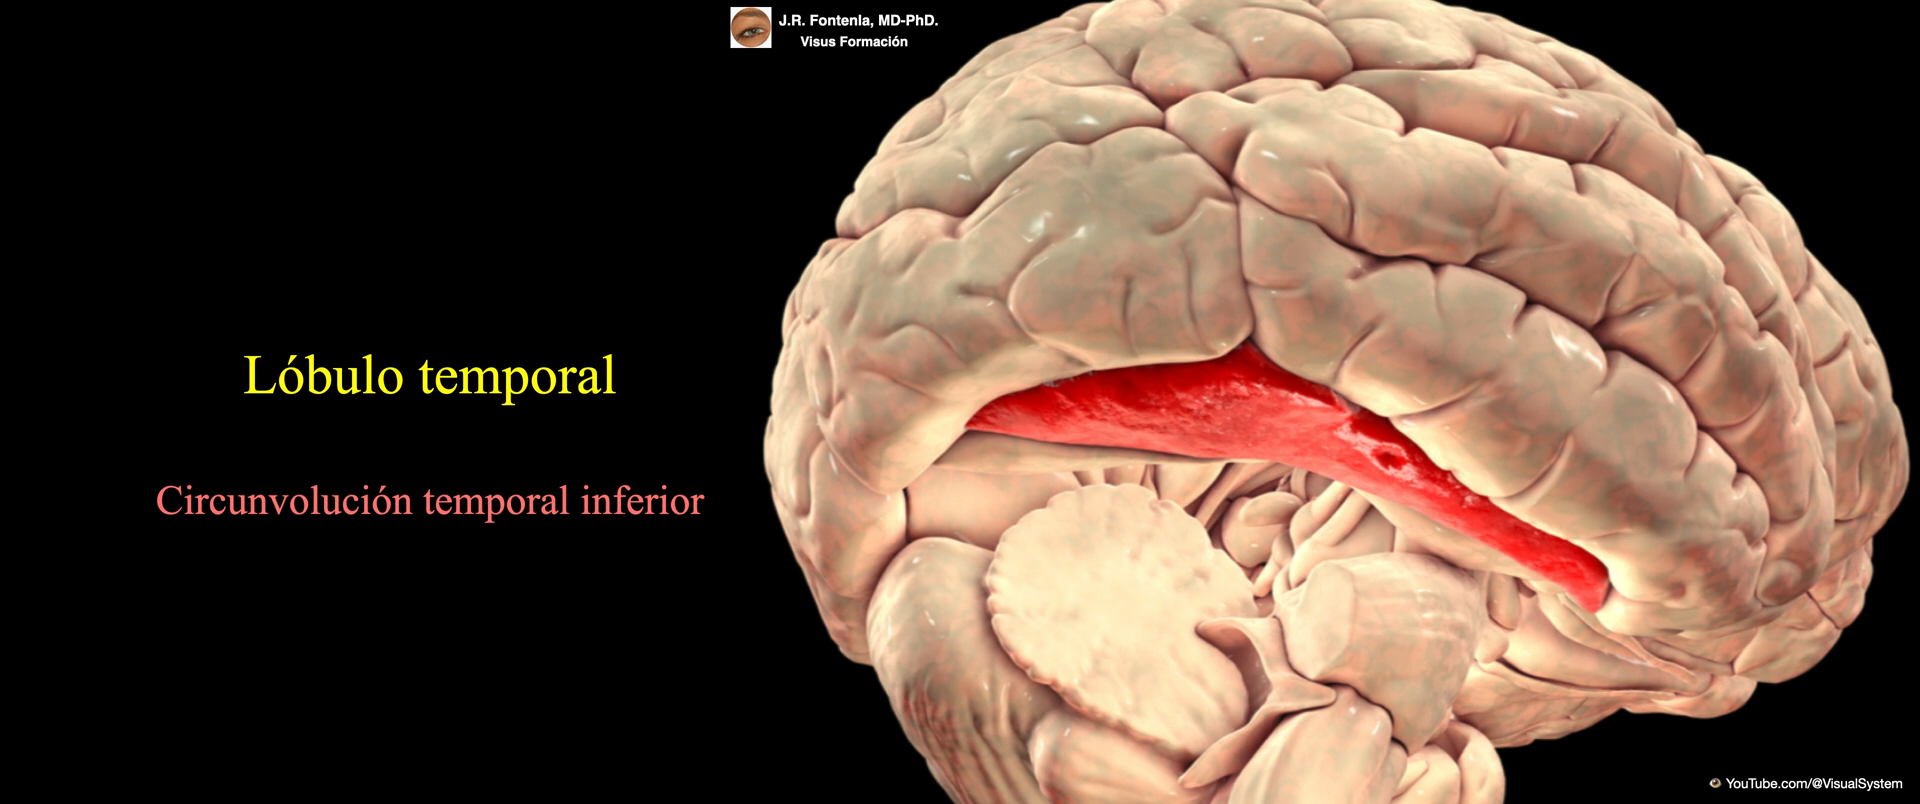 J.R. Fontenla, MD-PhD.
Visus Formación
Lóbulo temporal
Circunvolución temporal inferior
YouTube.com/@VisualSystem